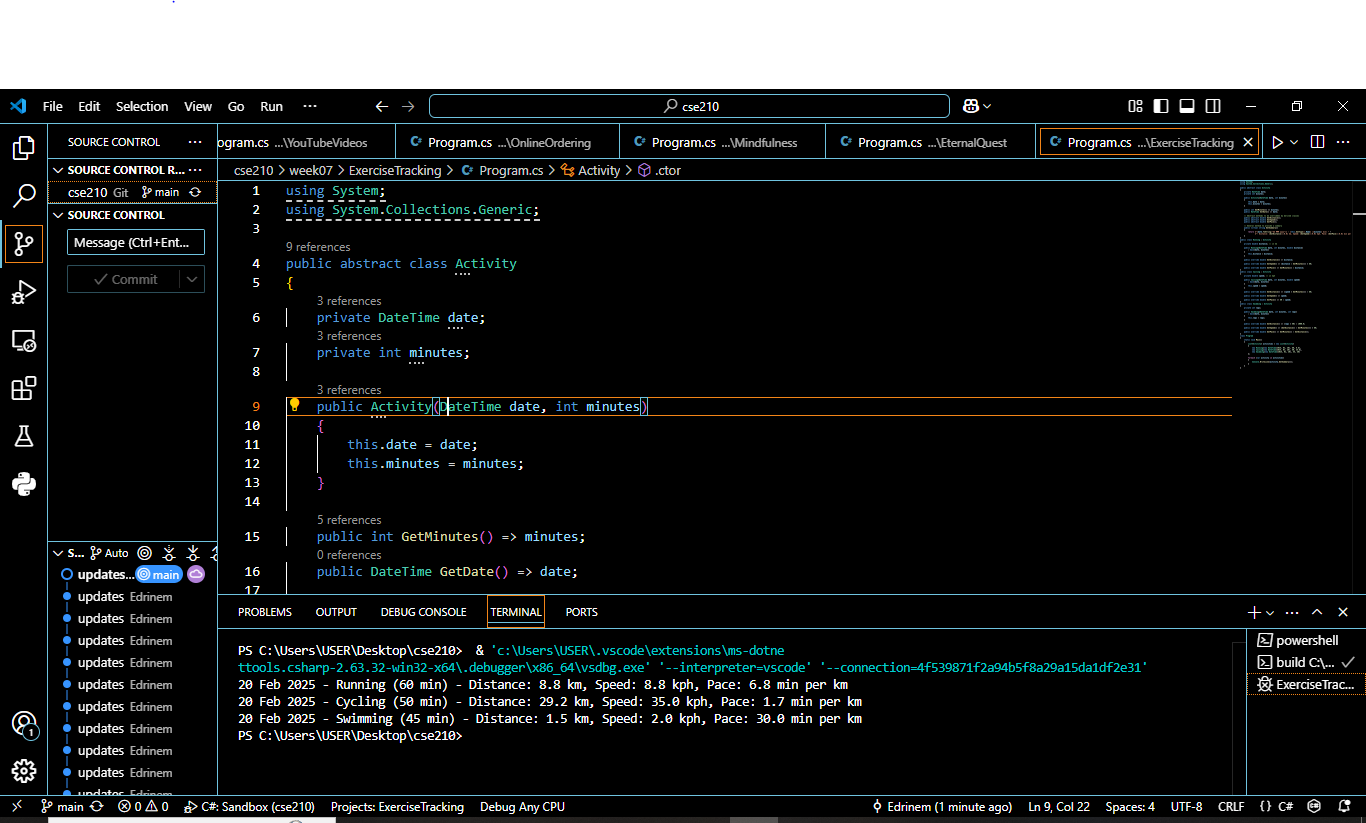 File Edit Selection View Go Run ··· cse210
SOURCE CONTROL ···
ogram.cs ...\YouTubeVideos
Program.cs ...\OnlineOrdering
Program.cs ...\Mindfulness
Program.cs ...\EternalQuest
Program.cs ...\ExerciseTracking
SOURCE CONTROL R... ···
cse210 Git main
SOURCE CONTROL
Message (Ctrl+Ent...
Commit
S... Auto
updates... main
updates Edrinem
updates Edrinem
updates Edrinem
updates Edrinem
updates Edrinem
updates Edrinem
updates Edrinem
updates Edrinem
updates Edrinem
updates Edrinem
cse210 > week07 > ExerciseTracking > Program.cs > Activity > .ctor
1 using System;
2 using System.Collections.Generic;
3
9 references
4 public abstract class Activity
5 {
3 references
6 private DateTime date;
3 references
7 private int minutes;
8
3 references
9 public Activity(DateTime date, int minutes)
10 {
11 this.date = date;
12 this.minutes = minutes;
13 }
14
5 references
15 public int GetMinutes() => minutes;
0 references
16 public DateTime GetDate() => date;
17
PROBLEMS OUTPUT DEBUG CONSOLE TERMINAL PORTS
PS C:\Users\USER\Desktop\cse210> & 'c:\Users\USER\.vscode\extensions\ms-dotne
ttools.csharp-2.63.32-win32-x64\.debugger\x86_64\vsdbg.exe' '--interpreter=vscode' '--connection=4f539871f2a94b5f8a29a15da1df2e31'
20 Feb 2025 - Running (60 min) - Distance: 8.8 km, Speed: 8.8 kph, Pace: 6.8 min per km
20 Feb 2025 - Cycling (50 min) - Distance: 29.2 km, Speed: 35.0 kph, Pace: 1.7 min per km
20 Feb 2025 - Swimming (45 min) - Distance: 1.5 km, Speed: 2.0 kph, Pace: 30.0 min per km
PS C:\Users\USER\Desktop\cse210>
powershell
build C:\...
ExerciseTrac...
1
main 0 0 C#: Sandbox (cse210) Projects: ExerciseTracking Debug Any CPU Edrinem (1 minute ago) Ln 9, Col 22 Spaces: 4 UTF-8 CRLF {} C#